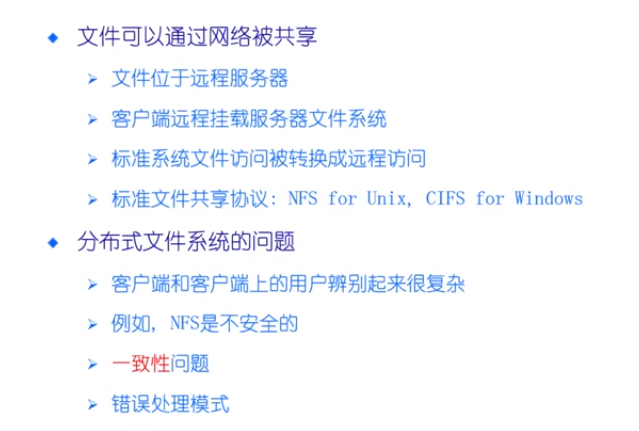 文件可以通过网络被共享
文件位于远程服务器
客户端远程挂载服务器文件系统
标准系统文件访问被转换成远程访问
标准文件共享协议: NFS for Unix, CIFS for Windows
分布式文件系统的问题
客户端和客户端上的用户辨别起来很复杂
例如, NFS是不安全的
一致性问题
错误处理模式